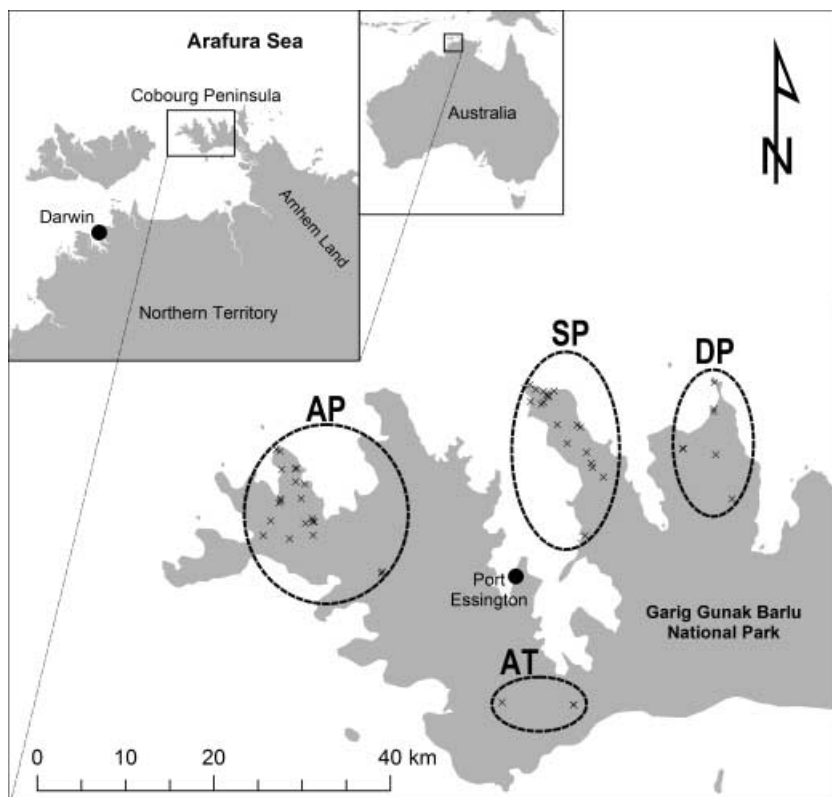 Arafura Sea
Cobourg Peninsula
Darwin
Arnhem Land
Northern Territory
Australia
N
SP
DP
AP
Port
Essington
Garig Gunak Barlu
National Park
AT
0 10 20 40 km